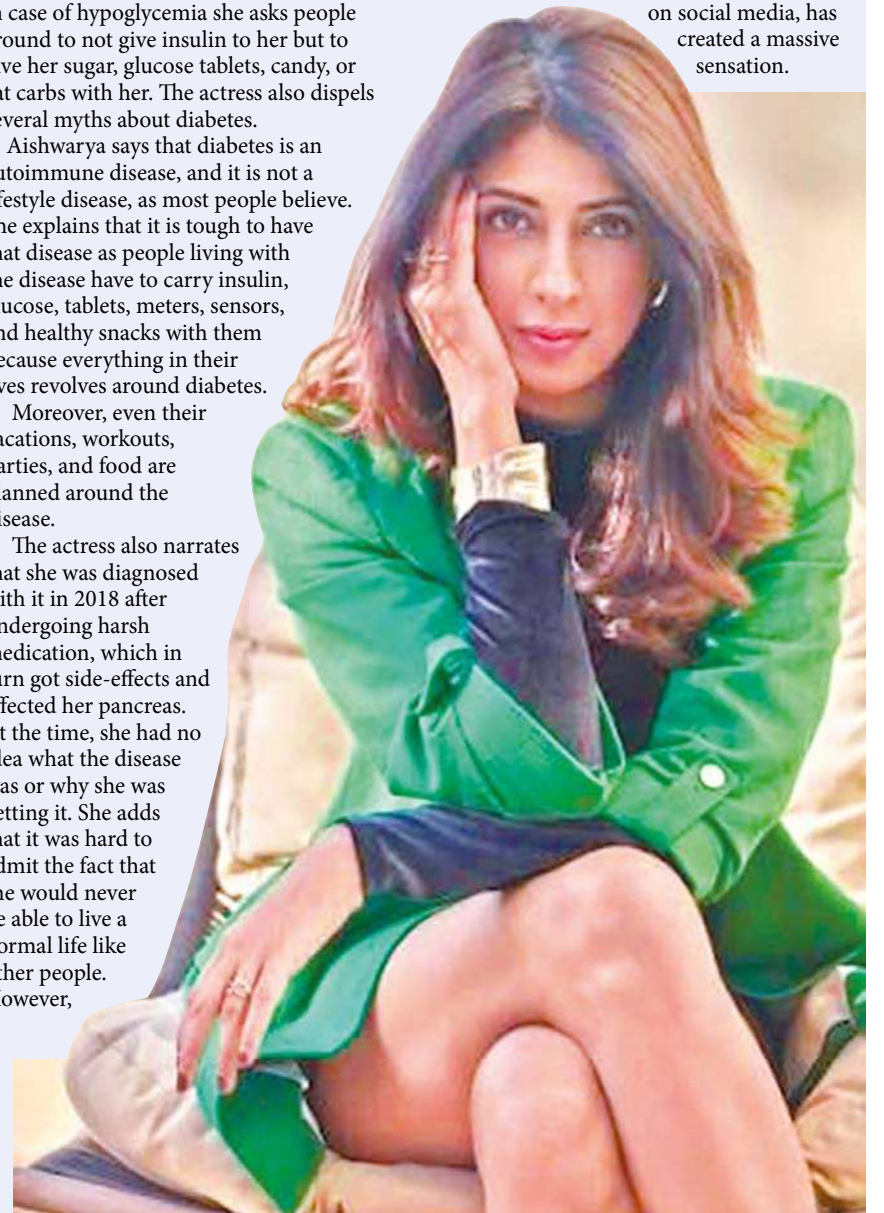 n case of hypoglycemia she asks people
round to not give insulin to her but to
ive her sugar, glucose tablets, candy, or
at carbs with her. The actress also dispels
everal myths about diabetes.
Aishwarya says that diabetes is an
utoimmune disease, and it is not a
festyle disease, as most people believe.
he explains that it is tough to have
hat disease as people living with
he disease have to carry insulin,
lucose, tablets, meters, sensors,
nd healthy snacks with them
ecause everything in their
ves revolves around diabetes.
Moreover, even their
acations, workouts,
arties, and food are
lanned around the
isease.
The actress also narrates
hat she was diagnosed
ith it in 2018 after
ndergoing harsh
edication, which in
urn got side-effects and
ffected her pancreas.
t the time, she had no
dea what the disease
as or why she was
etting it. She adds
hat it was hard to
dmit the fact that
he would never
e able to live a
ormal life like
ther people.
owever,
on social media, has
created a massive
sensation.